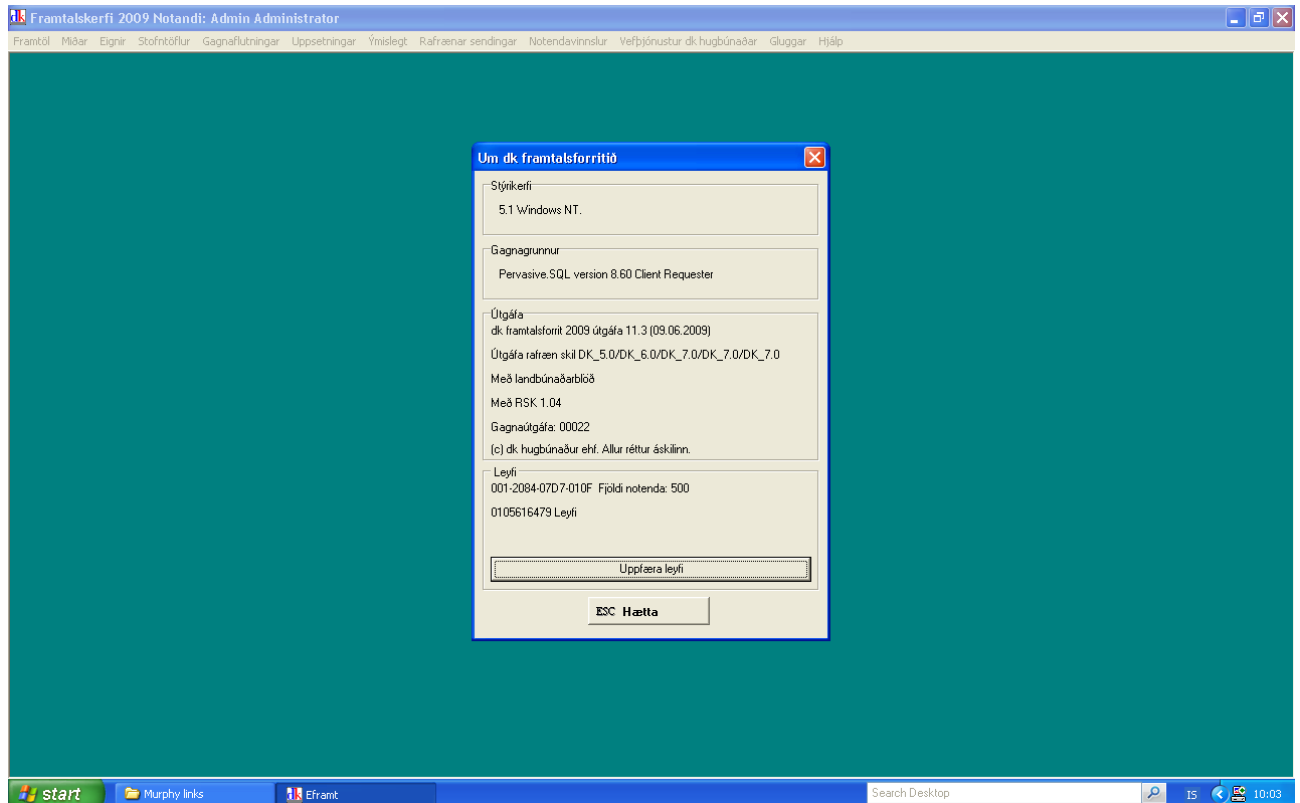 dk Framtalskerfi 2009 Notandi: Admin Administrator
Framtöl Miðar Eignir Stofntöflur Gagnaflutningar Uppsetningar Ýmislegt Rafrænar sendingar Notendavinnslur Vefþjónustur dk hugbúnaðar Gluggar Hjálp
Um dk framtalsforritið
Stýrikerfi
5.1 Windows NT.
Gagnagrunnur
Pervasive.SQL version 8.60 Client Requester
Útgáfa
dk framtalsforrit 2009 útgáfa 11.3 (09.06.2009)
Útgáfa rafræn skil DK_5.0/DK_6.0/DK_7.0/DK_7.0/DK_7.0
Með landbúnaðarblöð
Með RSK 1.04
Gagnaútgáfa: 00022
(c) dk hugbúnaður ehf. Allur réttur áskilinn.
Leyfi
001-2084-07D7-010F Fjöldi notenda: 500
0105616479 Leyfi
Uppfæra leyfi
ESC Hætta
start Murphy links dk Eframt Search Desktop IS 10:03